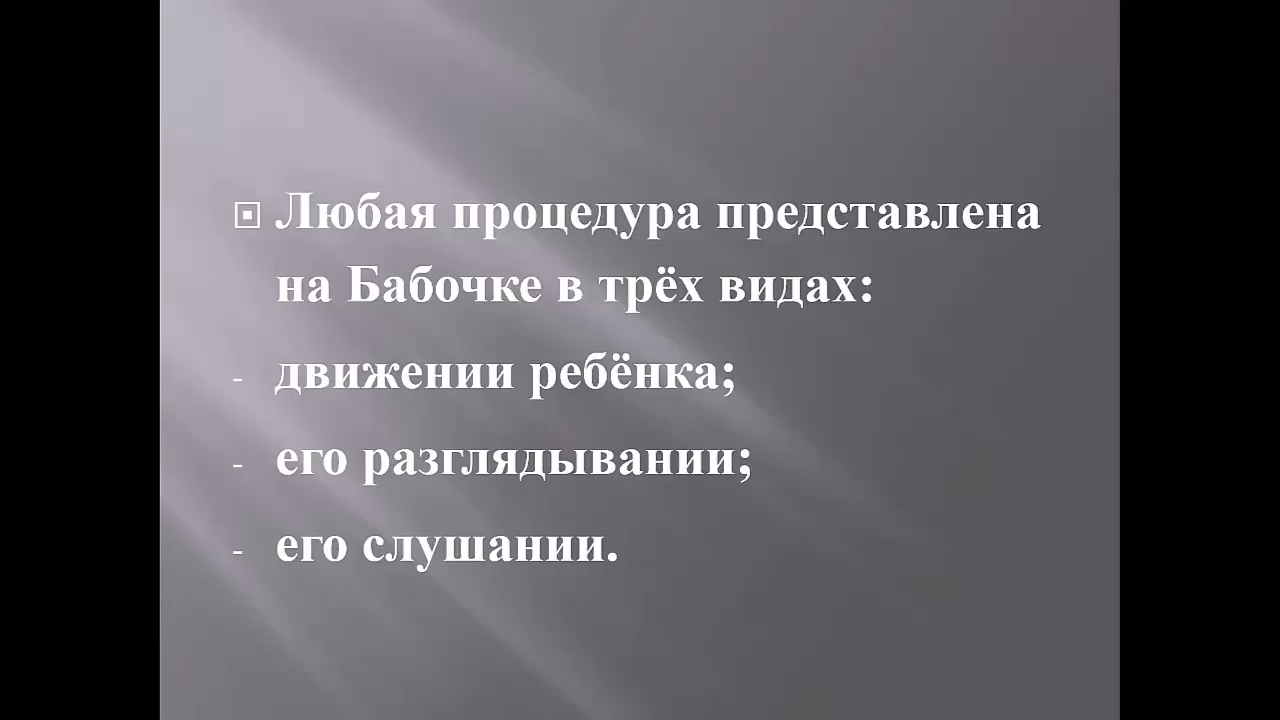 Любая процедура представлена
на Бабочке в трёх видах:
- движении ребёнка;
- его разглядывании;
- его слушании.